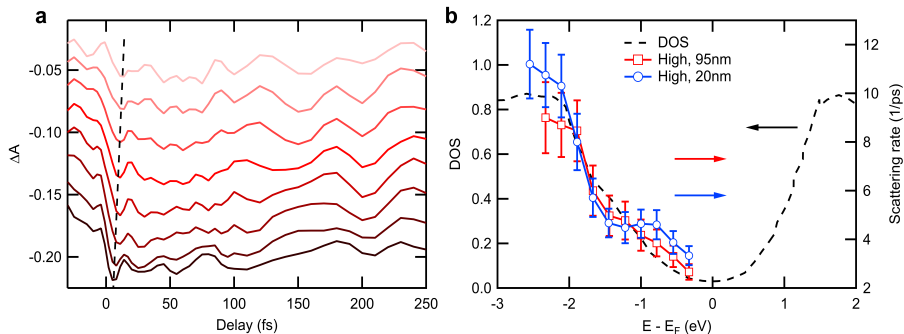 a
-0.05
-0.10
-0.15
-0.20
ΔA
0
50
100
150
200
250
Delay (fs)
b
1.2
1.0
0.8
0.6
0.4
0.2
0.0
DOS
DOS
High, 95nm
High, 20nm
12
10
8
6
4
2
Scattering rate (1/ps)
-3
-2
-1
0
1
2
E - EF (eV)